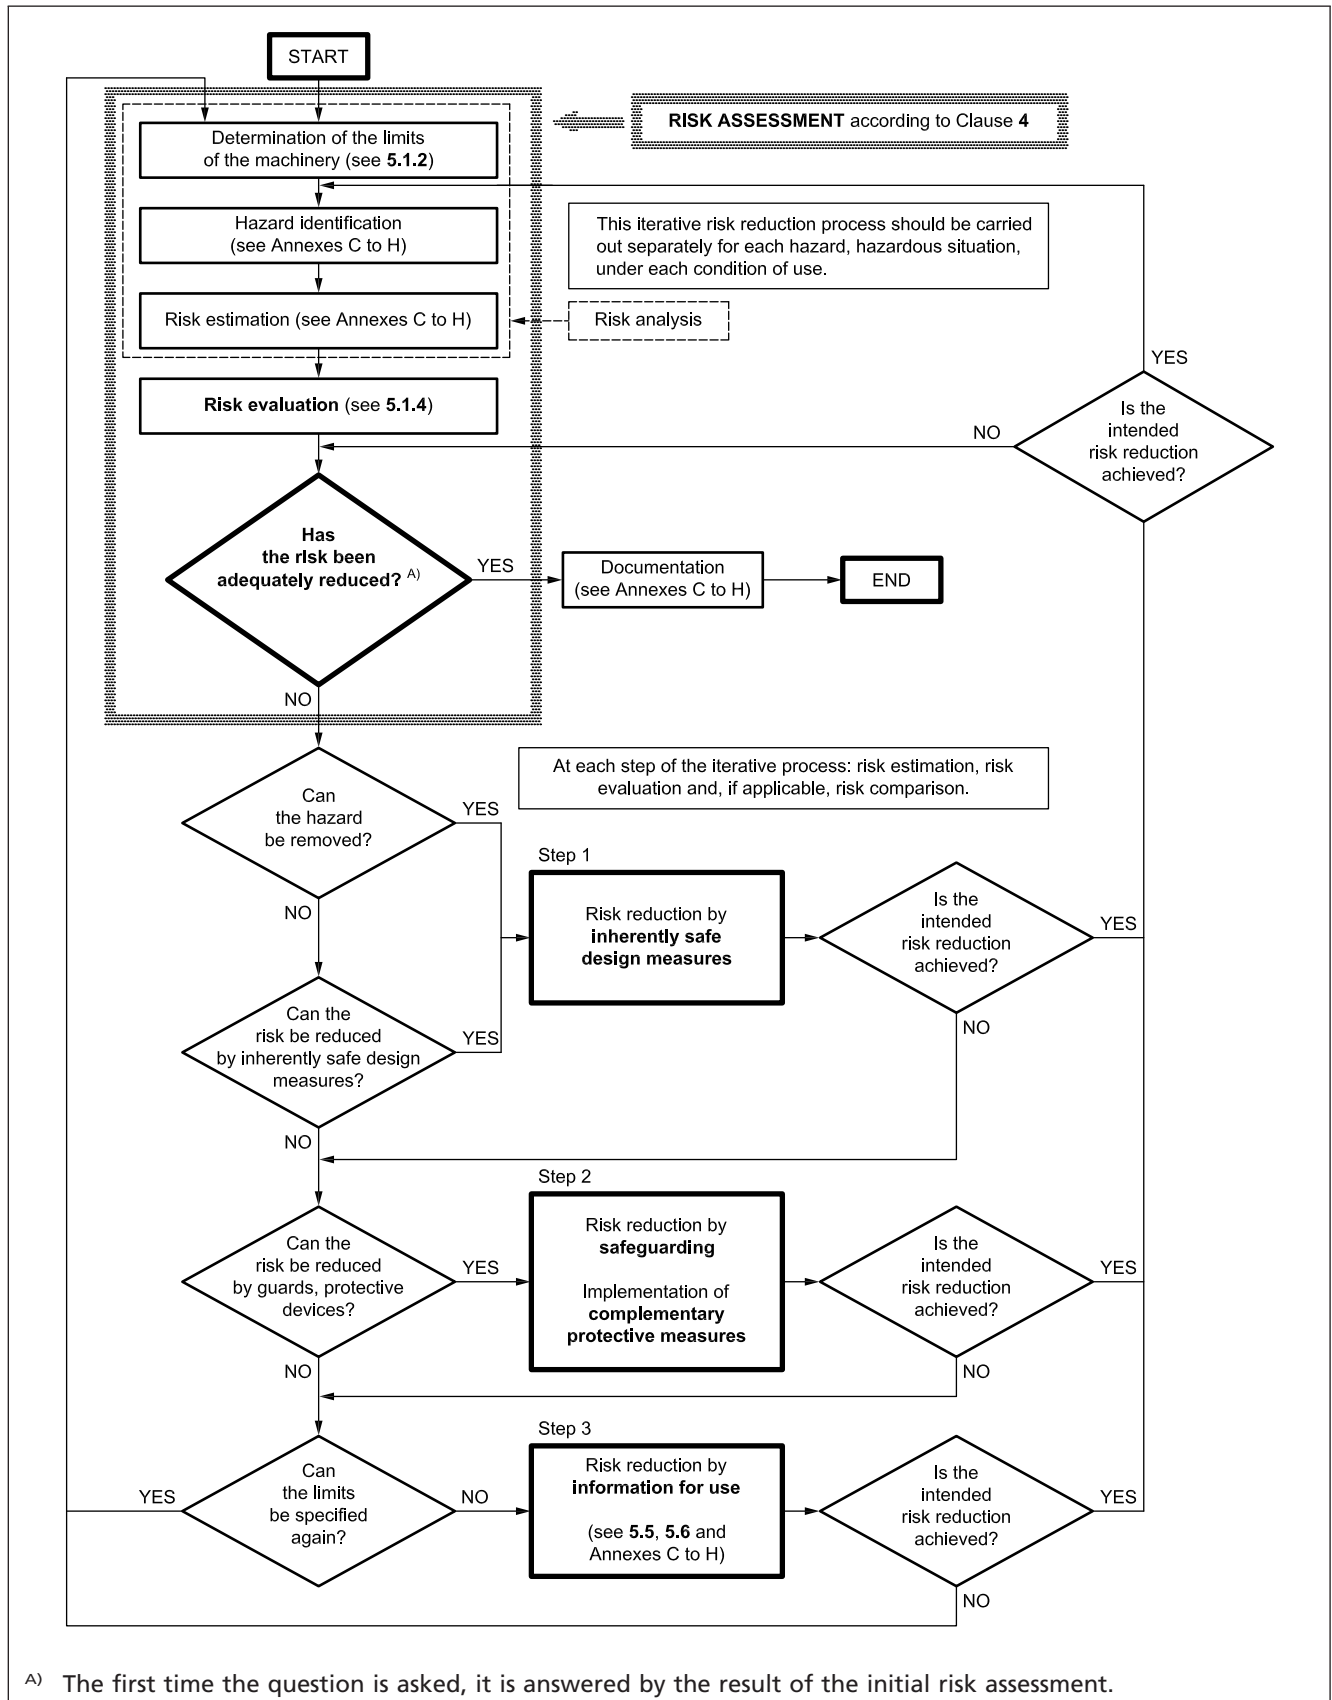 START
RISK ASSESSMENT according to Clause 4
Determination of the limits
of the machinery (see 5.1.2)
Hazard identification
(see Annexes C to H)
This iterative risk reduction process should be carried
out separately for each hazard, hazardous situation,
under each condition of use.
Risk estimation (see Annexes C to H)
Risk analysis
YES
Risk evaluation (see 5.1.4)
Is the
intended
risk reduction
achieved?
NO
Has
the risk been
adequately reduced? A)
YES
Documentation
(see Annexes C to H)
END
NO
At each step of the iterative process: risk estimation, risk
evaluation and, if applicable, risk comparison.
Can
the hazard
be removed?
YES
NO
Step 1
Risk reduction by
inherently safe
design measures
Is the
intended
risk reduction
achieved?
YES
NO
Can the
risk be reduced
by inherently safe design
measures?
YES
NO
Step 2
Can the
risk be reduced
by guards, protective
devices?
YES
Risk reduction by
safeguarding
Implementation of
complementary
protective measures
Is the
intended
risk reduction
achieved?
YES
NO
NO
Step 3
Can
the limits
be specified
again?
YES
NO
Risk reduction by
information for use
(see 5.5, 5.6 and
Annexes C to H)
Is the
intended
risk reduction
achieved?
YES
NO
A) The first time the question is asked, it is answered by the result of the initial risk assessment.